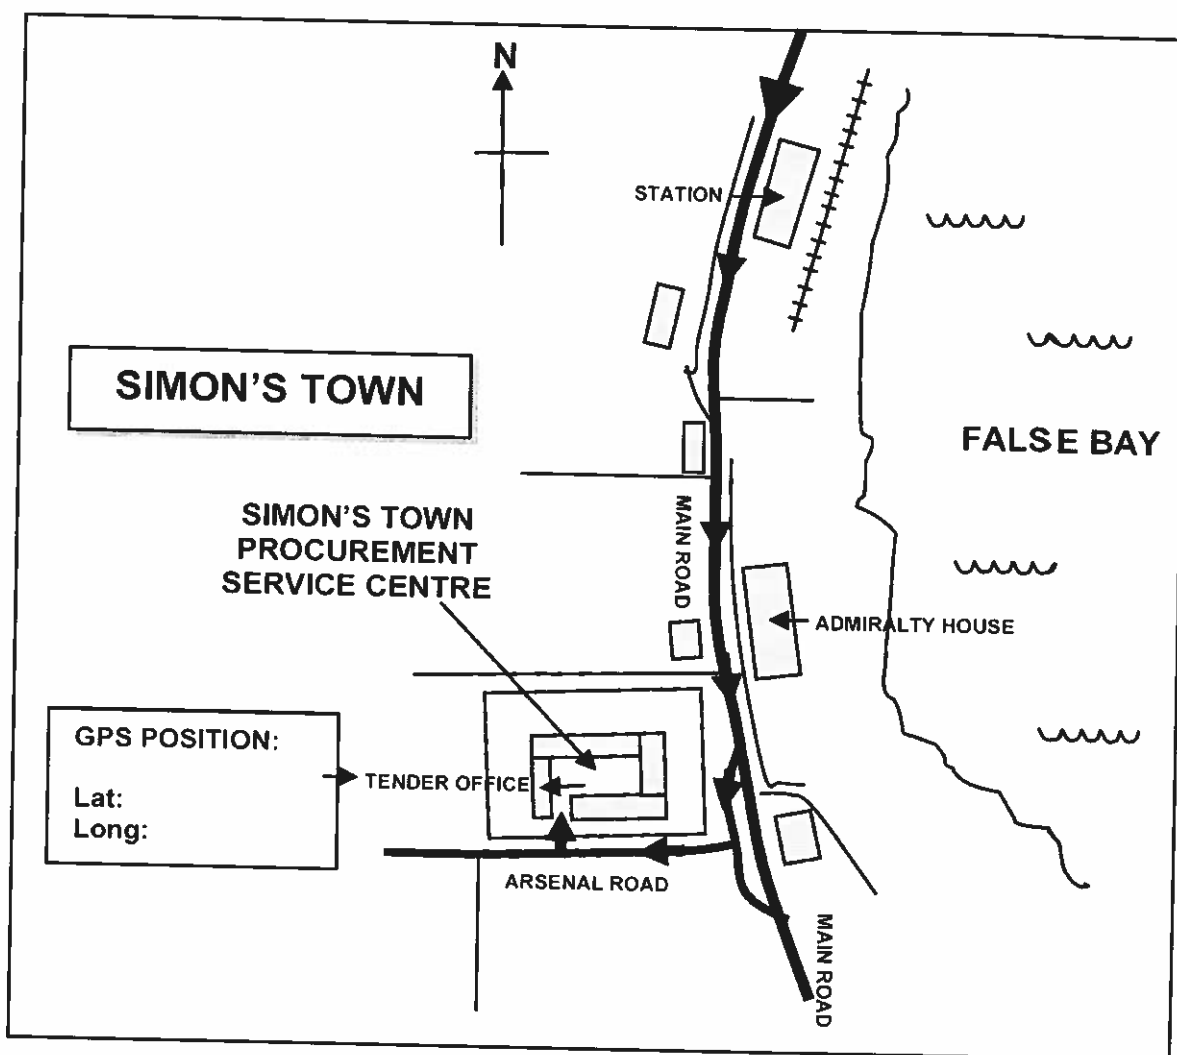 N
STATION
SIMON'S TOWN
FALSE BAY
SIMON'S TOWN
PROCUREMENT
SERVICE CENTRE
MAIN ROAD
ADMIRALTY HOUSE
GPS POSITION:
Lat:
Long:
TENDER OFFICE
ARSENAL ROAD
MAIN ROAD